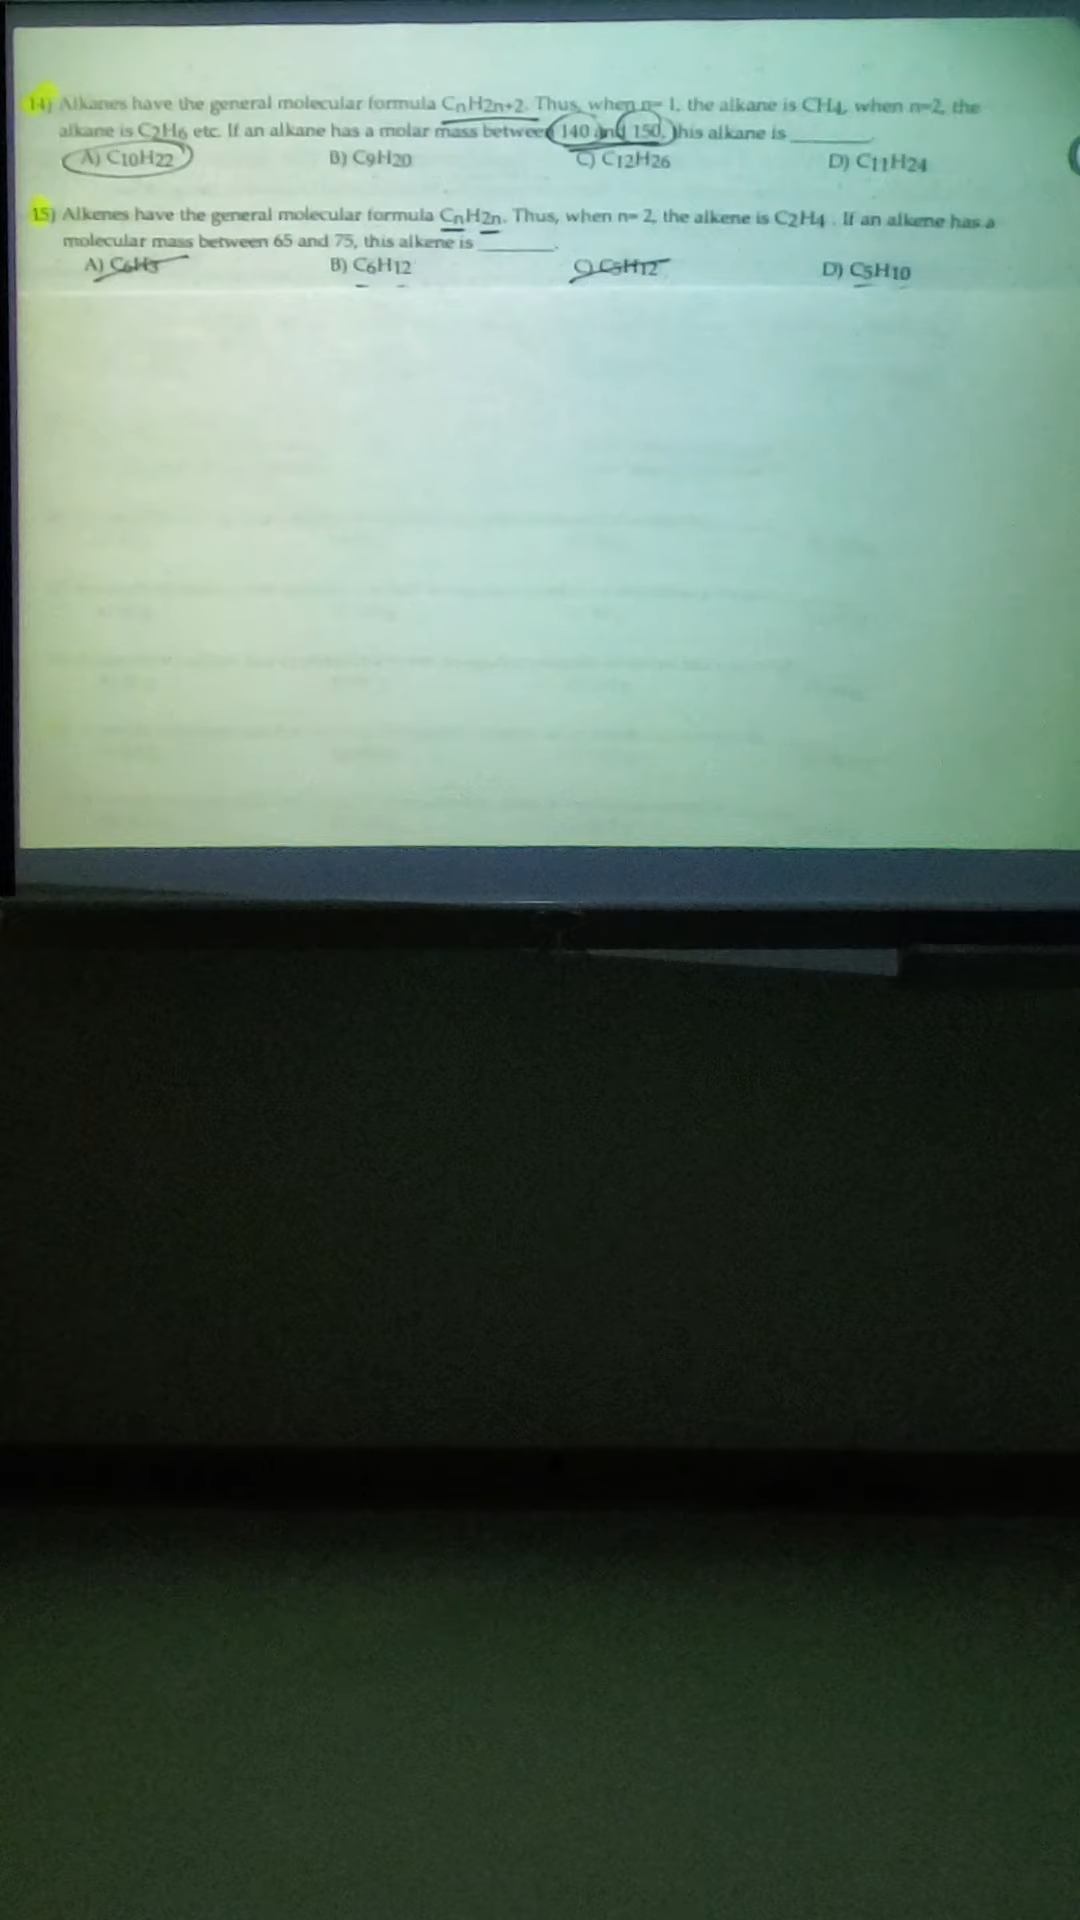 14) Alkanes have the general molecular formula CnH2n+2. Thus, when n= 1, the alkane is CH4, when n=2, the
alkane is C2H6 etc. If an alkane has a molar mass between 140 and 150, this alkane is ________.
A) C10H22 B) C9H20 C) C12H26 D) C11H24
15) Alkenes have the general molecular formula CnH2n. Thus, when n= 2, the alkene is C2H4 . If an alkene has a
molecular mass between 65 and 75, this alkene is ________.
A) C6H5 B) C6H12 C) C5H12 D) C5H10